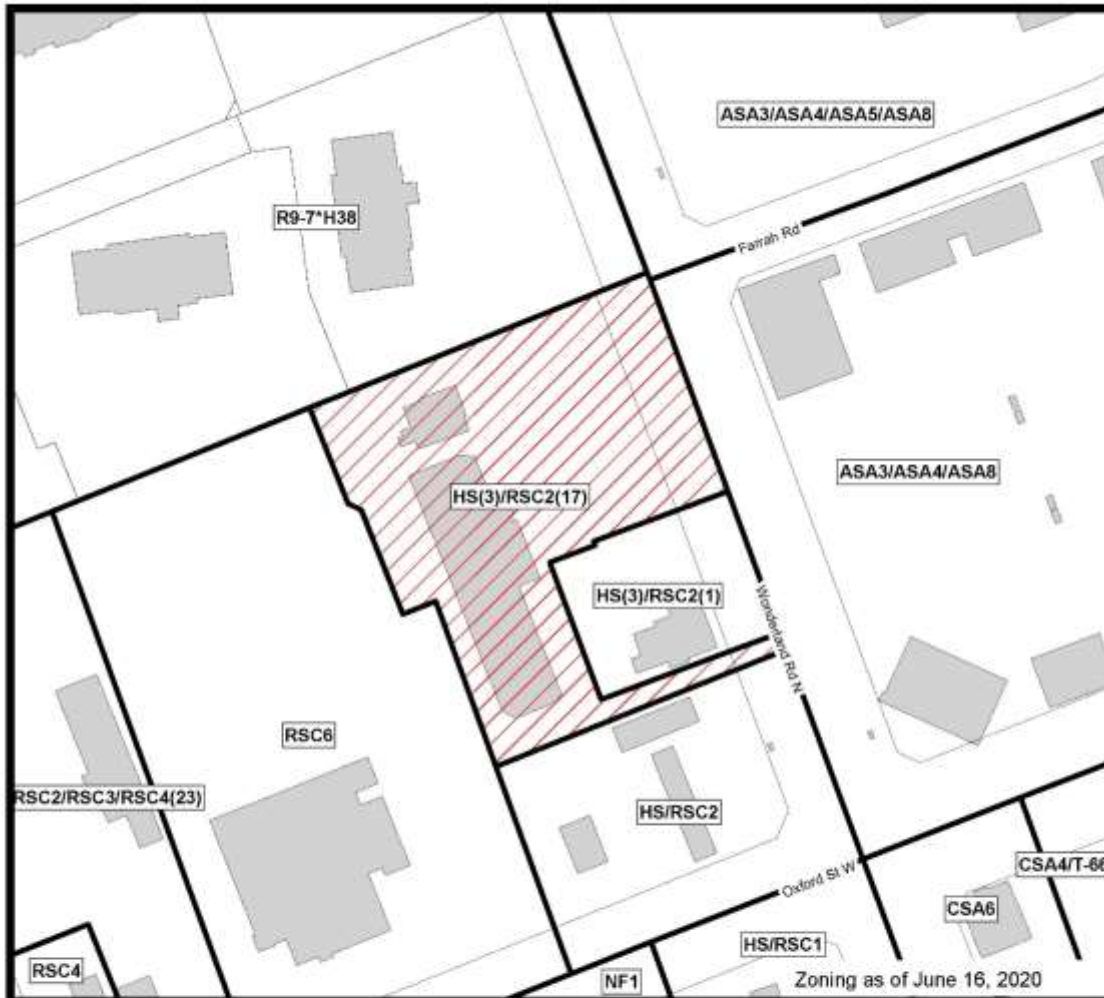 ASA3/ASA4/ASA5/ASA8
R9-7*H38
Farrah Rd
ASA3/ASA4/ASA8
HS(3)/RSC2(17)
HS(3)/RSC2(1)
Wonderland Rd N
RSC6
RSC2/RSC3/RSC4(23)
HS/RSC2
CSA4/T-66
Oxford St W
CSA6
HS/RSC1
RSC4
NF1
Zoning as of June 16, 2020